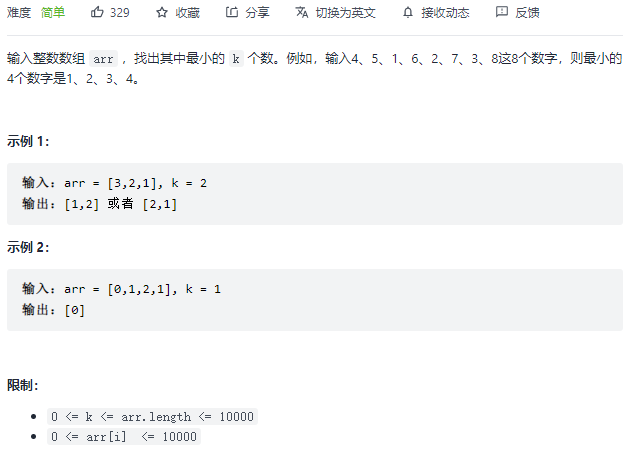 难度 简单 329 收藏 分享 切换为英文 接收动态 反馈
输入整数数组 arr ，找出其中最小的 k 个数。例如，输入4、5、1、6、2、7、3、8这8个数字，则最小的
4个数字是1、2、3、4。
示例 1：
输入：arr = [3,2,1], k = 2
输出：[1,2] 或者 [2,1]
示例 2：
输入：arr = [0,1,2,1], k = 1
输出：[0]
限制：
0 <= k <= arr.length <= 10000
0 <= arr[i] <= 10000